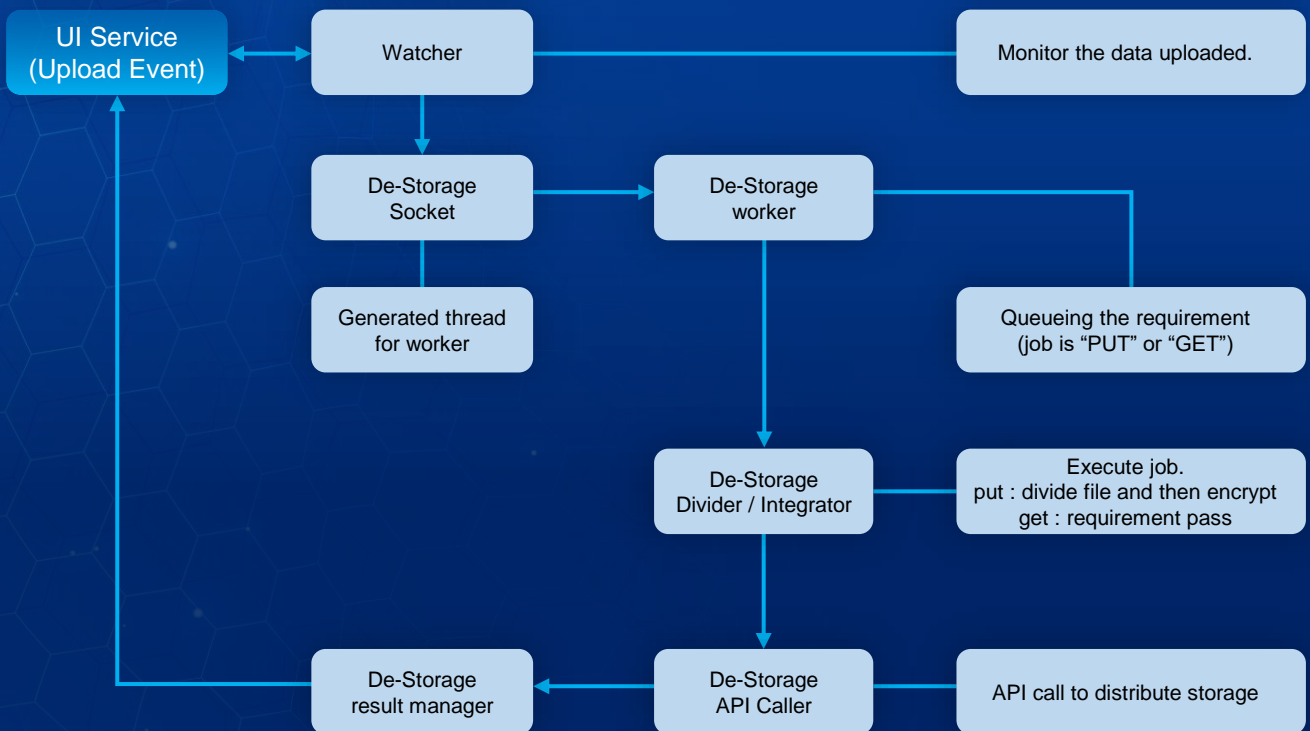 UI Service
(Upload Event)
Watcher
Monitor the data uploaded.
De-Storage
Socket
De-Storage
worker
Generated thread
for worker
Queueing the requirement
(job is “PUT” or “GET”)
De-Storage
Divider / Integrator
Execute job.
put : divide file and then encrypt
get : requirement pass
De-Storage
result manager
De-Storage
API Caller
API call to distribute storage